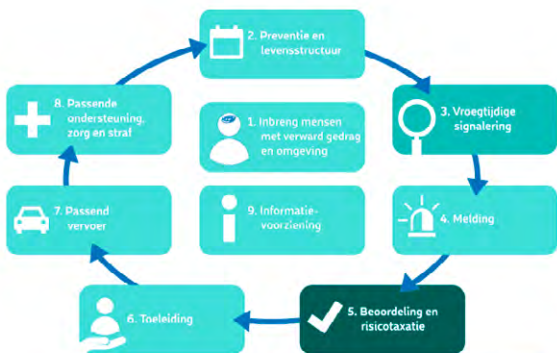 2. Preventie en
levensstructuur
8. Passende
ondersteuning,
zorg en straf
1. Inbreng mensen
met verward gedrag
en omgeving
3. Vroegtijdige
signalering
7. Passend
vervoer
9. Informatie-
voorziening
4. Melding
6. Toeleiding
5. Beoordeling en
risicotaxatie